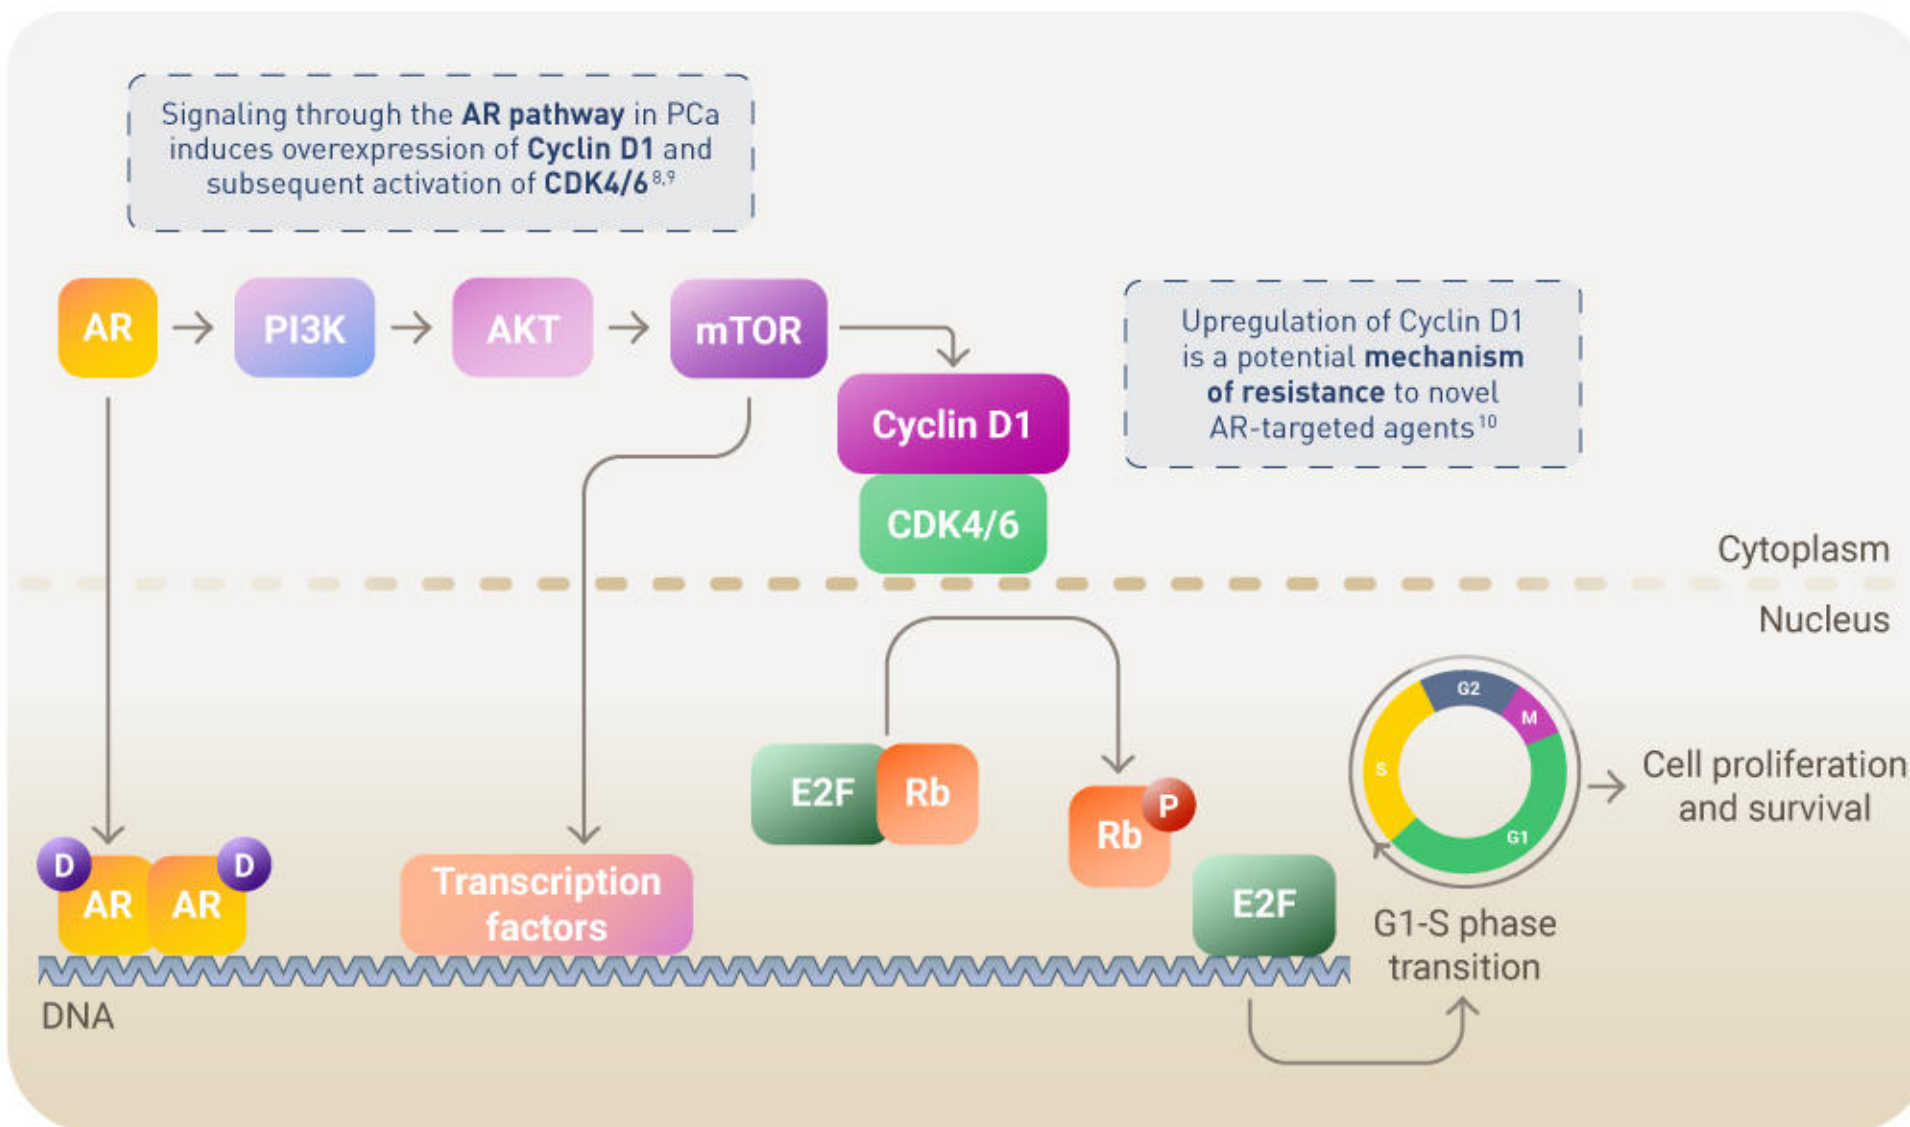 Signaling through the AR pathway in PCa
induces overexpression of Cyclin D1 and
subsequent activation of CDK4/6⁸,⁹
AR
PI3K
AKT
mTOR
Upregulation of Cyclin D1
is a potential mechanism
of resistance to novel
AR-targeted agents¹⁰
Cyclin D1
CDK4/6
Cytoplasm
Nucleus
G2
M
S
G1
Cell proliferation
and survival
E2F
Rb
Rb
P
D
D
AR
AR
Transcription
factors
E2F
G1-S phase
transition
DNA